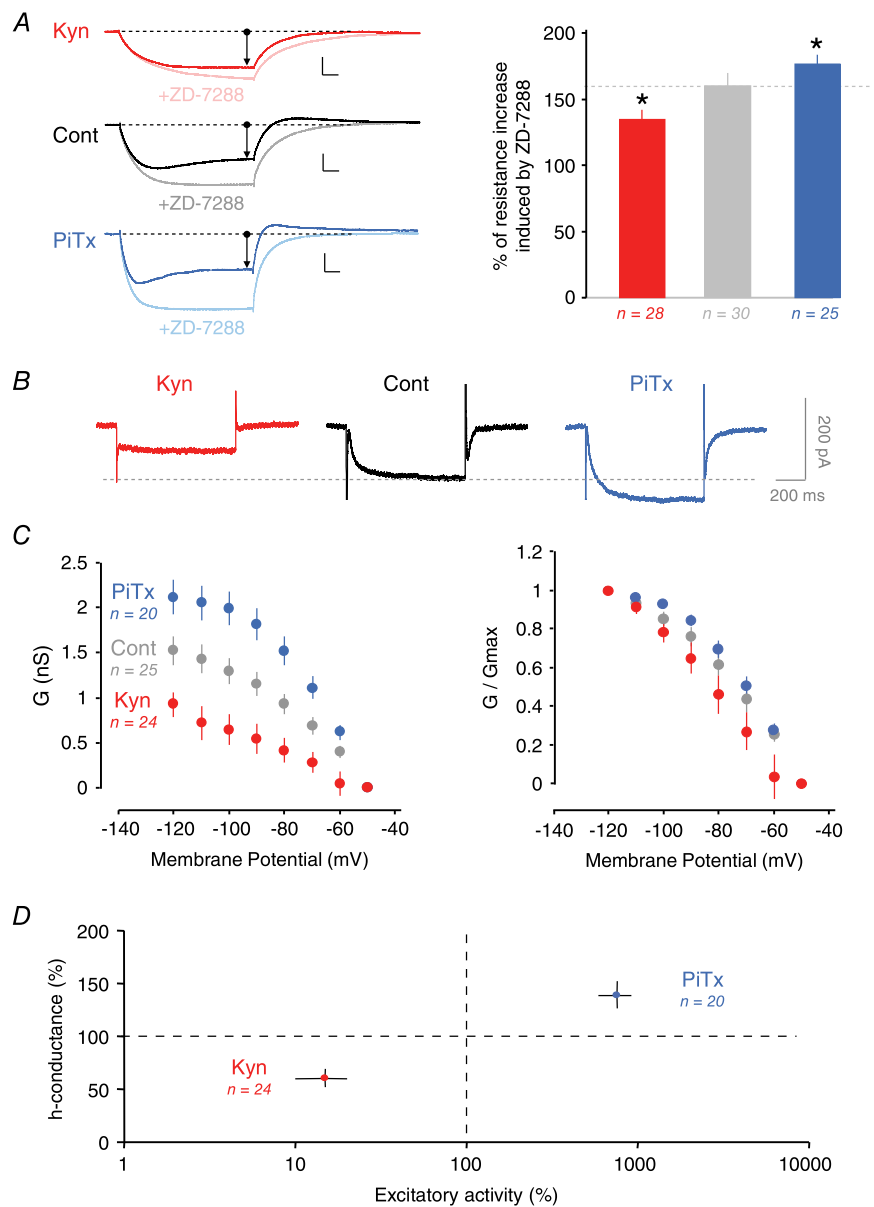 A
Kyn
+ZD-7288
Cont
+ZD-7288
PiTx
+ZD-7288
% of resistance increase
induced by ZD-7288
200
150
100
50
0
*
*
n = 28
n = 30
n = 25
B
Kyn
Cont
PiTx
200 pA
200 ms
C
G (nS)
2.5
2
1.5
1
0.5
0
PiTx
n = 20
Cont
n = 25
Kyn
n = 24
-140
-120
-100
-80
-60
-40
Membrane Potential (mV)
G / Gmax
1.2
1
0.8
0.6
0.4
0.2
0
-140
-120
-100
-80
-60
-40
Membrane Potential (mV)
D
h-conductance (%)
200
150
100
50
0
PiTx
n = 20
Kyn
n = 24
1
10
100
1000
10000
Excitatory activity (%)